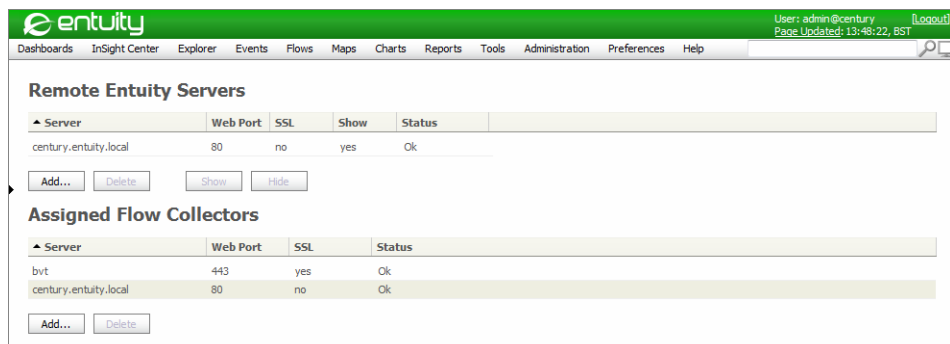 entuity
User: admin@century [Logout]
Page Updated: 13:48:22, BST
Dashboards InSight Center Explorer Events Flows Maps Charts Reports Tools Administration Preferences Help
Remote Entuity Servers
Server Web Port SSL Show Status
century.entuity.local 80 no yes Ok
Add... Delete Show Hide
Assigned Flow Collectors
Server Web Port SSL Status
bvt 443 yes Ok
century.entuity.local 80 no Ok
Add... Delete